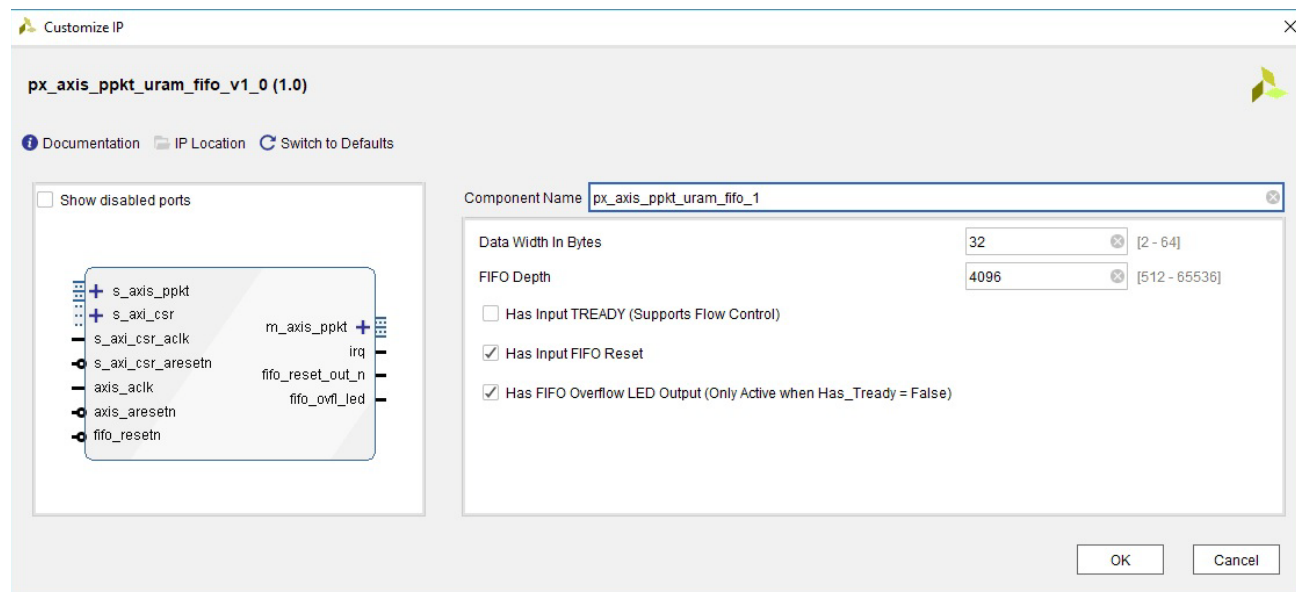 Customize IP
px_axis_ppkt_uram_fifo_v1_0 (1.0)
Documentation IP Location Switch to Defaults
Show disabled ports
s_axis_ppkt
s_axi_csr
s_axi_csr_aclk
s_axi_csr_aresetn
axis_aclk
axis_aresetn
fifo_resetn
m_axis_ppkt
irq
fifo_reset_out_n
fifo_ovfl_led
Component Name px_axis_ppkt_uram_fifo_1
Data Width In Bytes 32 [2 - 64]
FIFO Depth 4096 [512 - 65536]
Has Input TREADY (Supports Flow Control)
Has Input FIFO Reset
Has FIFO Overflow LED Output (Only Active when Has_Tready = False)
OK Cancel